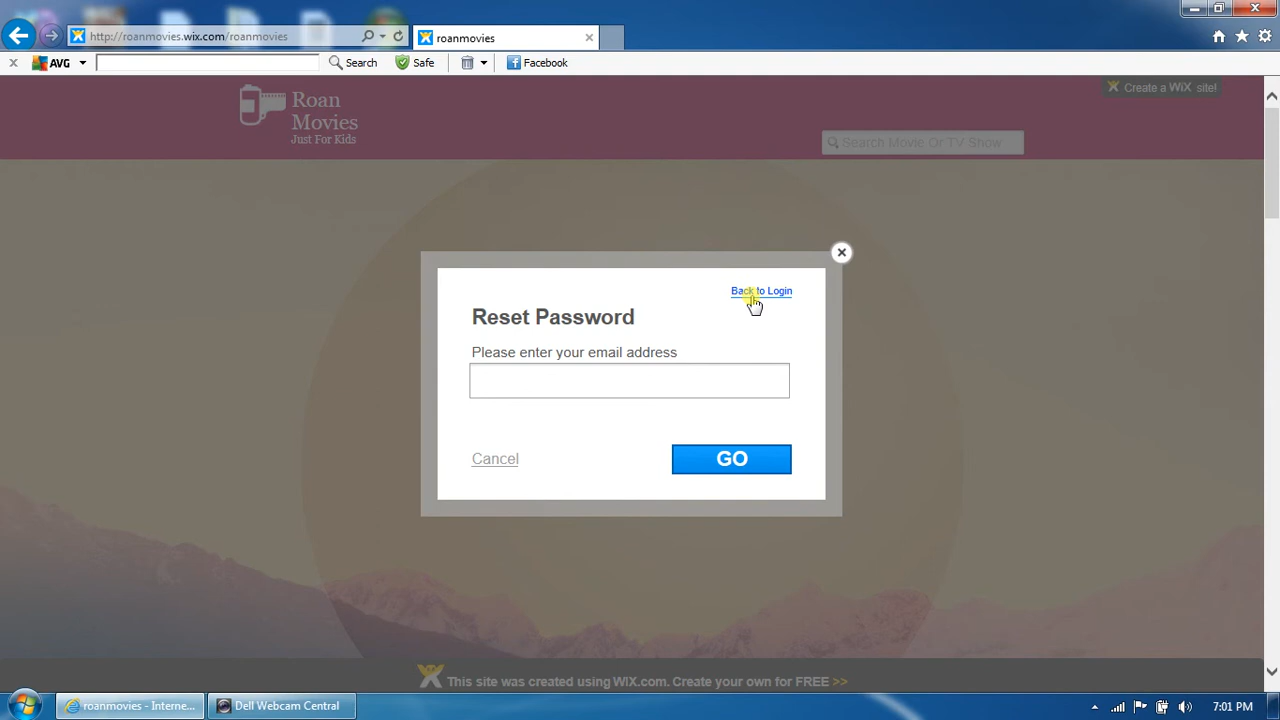 http://roanmovies.wix.com/roanmovies
roanmovies
AVG
Search
Safe
Facebook
Roan
Movies
Just For Kids
Create a WiX site!
Search Movie Or TV Show
Back to Login
Reset Password
Please enter your email address
Cancel
GO
This site was created using WIX.com. Create your own for FREE >>
roanmovies - Interne...
Dell Webcam Central
7:01 PM